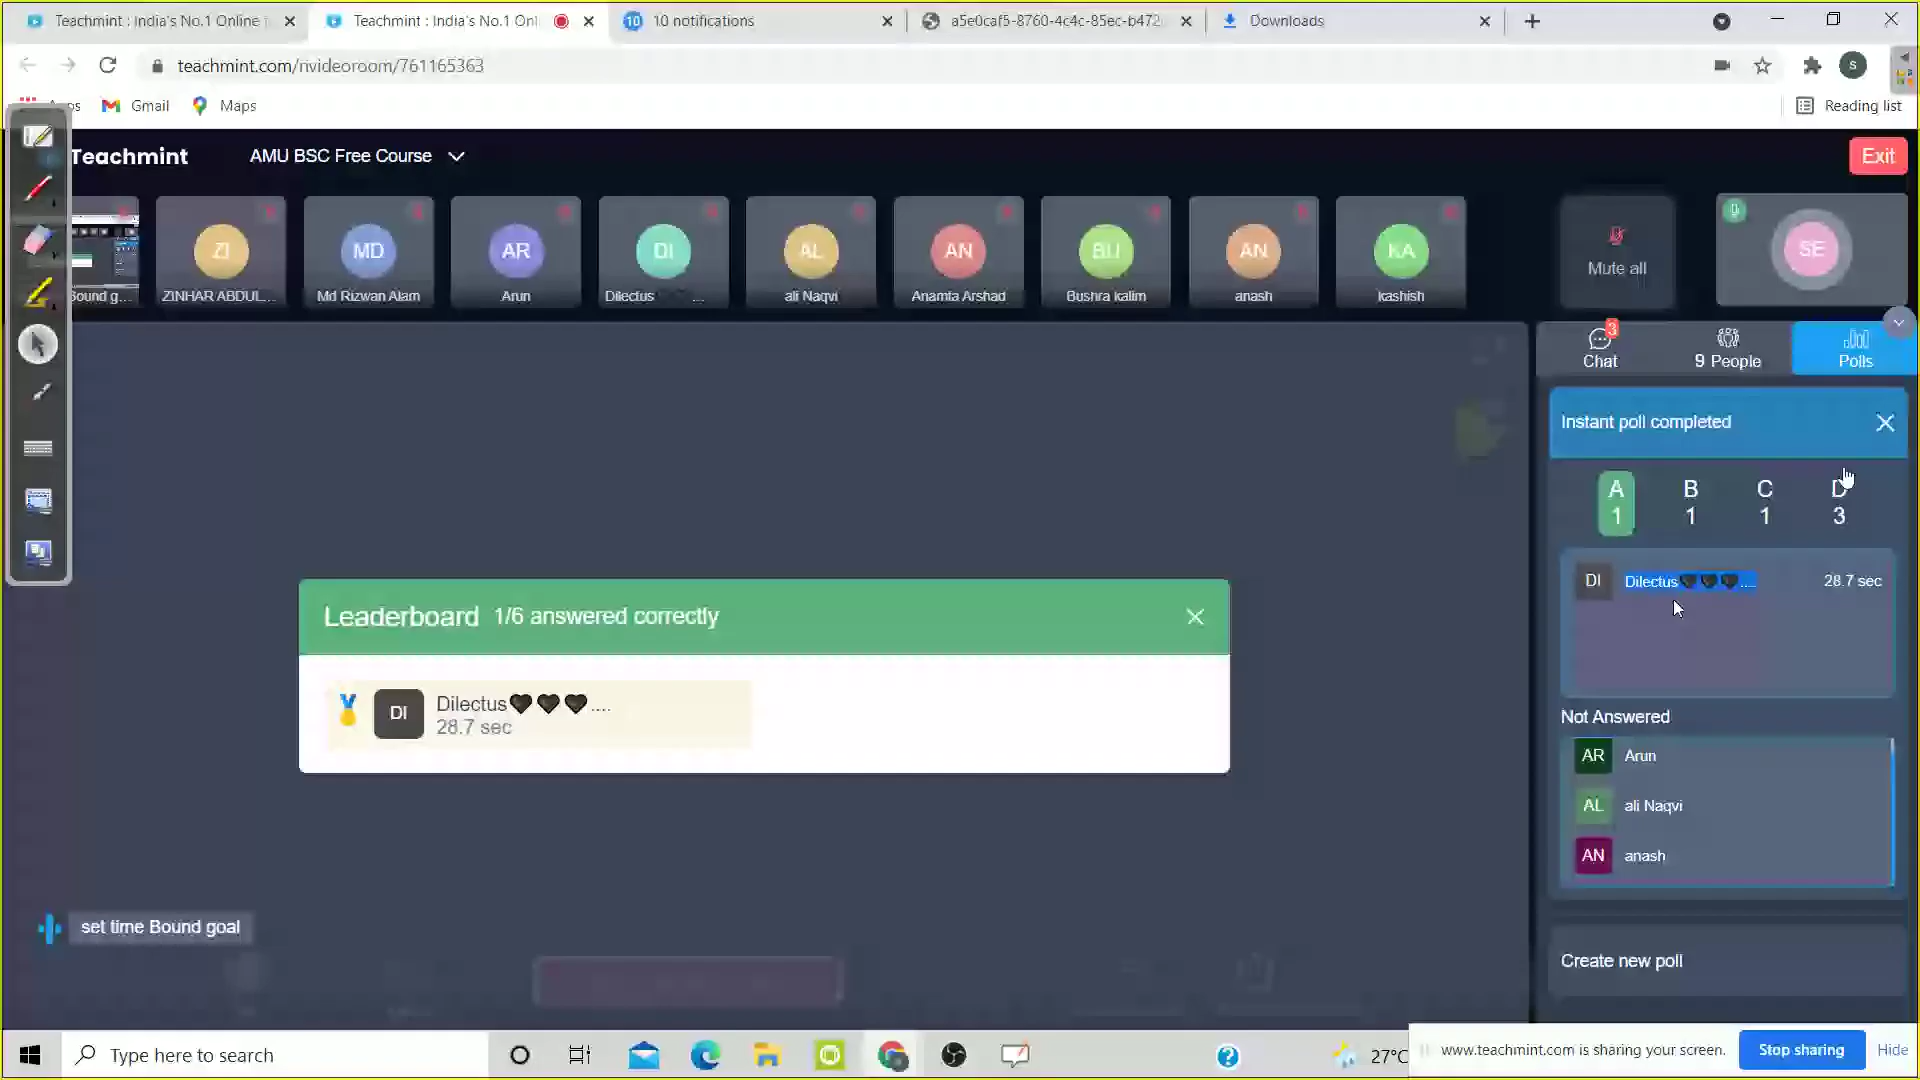 Teachmint : India's No.1 Online
Teachmint : India's No.1 Onl
10
10 notifications
a5e0caf5-8760-4c4c-85ec-b472
Downloads
teachmint.com/nvideoroom/761165363
S
Gmail
Maps
Reading list
Teachmint
AMU BSC Free Course
Exit
ZI
MD
AR
DI
AL
AN
BU
AN
KA
Mute all
SE
Bound g...
ZINHAR ABDUL...
Md Rizwan Alam
Arun
Dilectus ...
ali Naqvi
Anamta Arshad
Bushra kalim
anash
kashish
3
Chat
9 People
Polls
Instant poll completed
A B C D
1 1 1 3
DI Dilectus🖤🖤🖤.... 28.7 sec
Leaderboard 1/6 answered correctly
DI
Dilectus🖤🖤🖤....
28.7 sec
Not Answered
AR Arun
AL ali Naqvi
AN anash
set time Bound goal
Create new poll
Type here to search
27°C
www.teachmint.com is sharing your screen.
Stop sharing
Hide